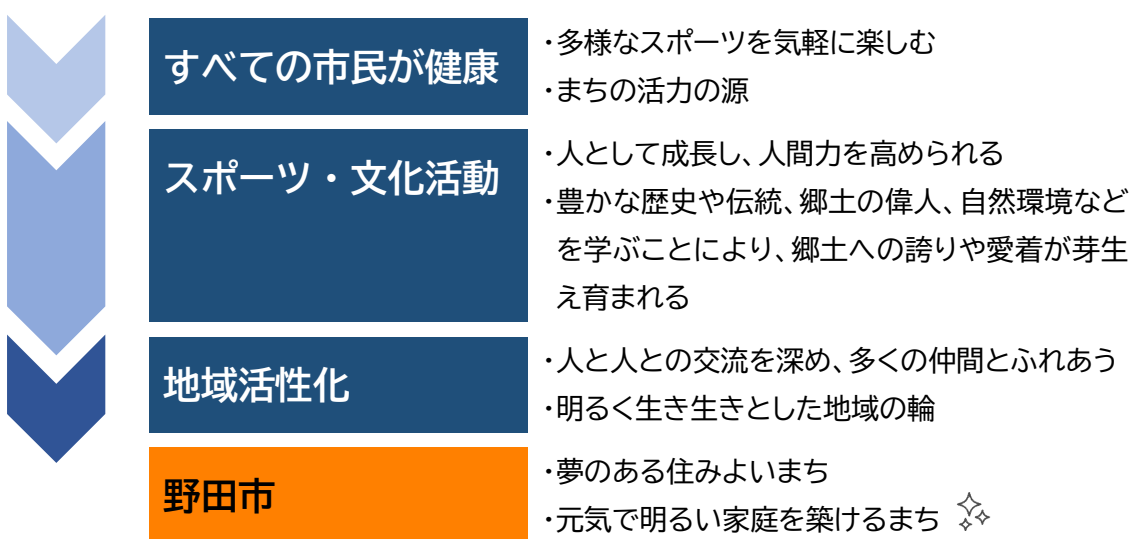 すべての市民が健康
・多様なスポーツを気軽に楽しむ
・まちの活力の源
スポーツ・文化活動
・人として成長し、人間力を高められる
・豊かな歴史や伝統、郷土の偉人、自然環境など
を学ぶことにより、郷土への誇りや愛着が芽生
え育まれる
地域活性化
・人と人との交流を深め、多くの仲間とふれあう
・明るく生き生きとした地域の輪
野田市
・夢のある住みよいまち
・元気で明るい家庭を築けるまち